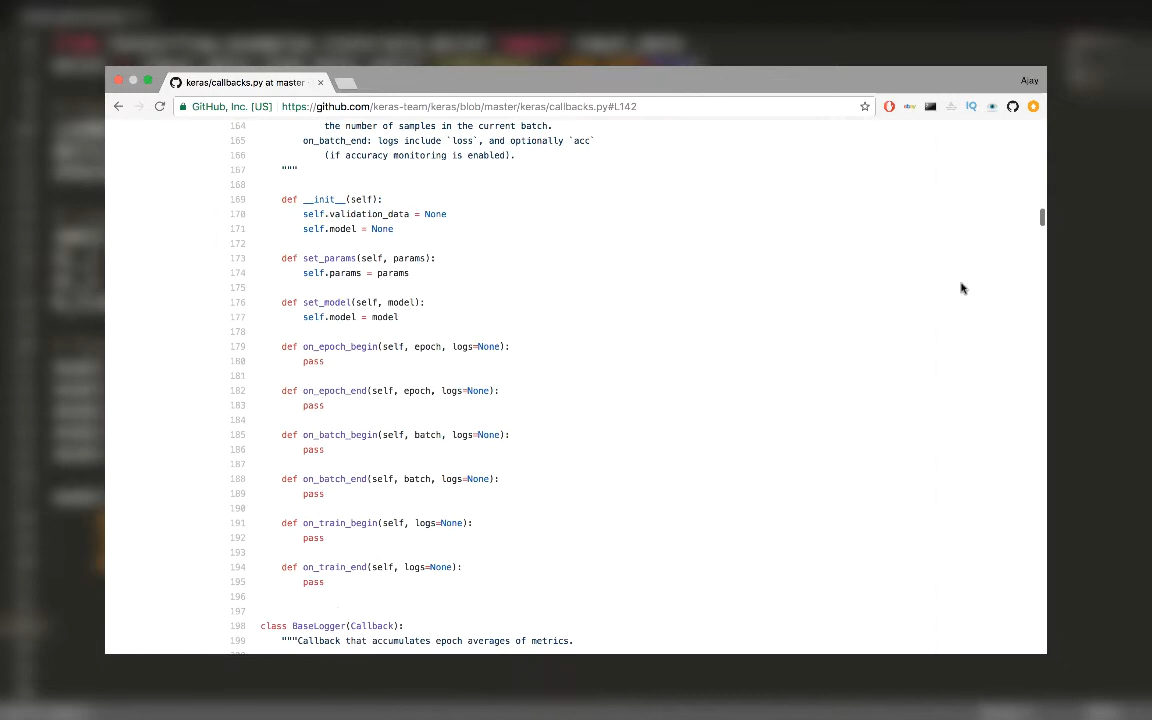 keras/callbacks.py at master
Ajay
GitHub, Inc. [US]
https://github.com/keras-team/keras/blob/master/keras/callbacks.py#L142
164 the number of samples in the current batch.
165 on_batch_end: logs include `loss`, and optionally `acc`
166 (if accuracy monitoring is enabled).
167 """
168
169 def __init__(self):
170 self.validation_data = None
171 self.model = None
172
173 def set_params(self, params):
174 self.params = params
175
176 def set_model(self, model):
177 self.model = model
178
179 def on_epoch_begin(self, epoch, logs=None):
180 pass
181
182 def on_epoch_end(self, epoch, logs=None):
183 pass
184
185 def on_batch_begin(self, batch, logs=None):
186 pass
187
188 def on_batch_end(self, batch, logs=None):
189 pass
190
191 def on_train_begin(self, logs=None):
192 pass
193
194 def on_train_end(self, logs=None):
195 pass
196
197
198 class BaseLogger(Callback):
199 """Callback that accumulates epoch averages of metrics.